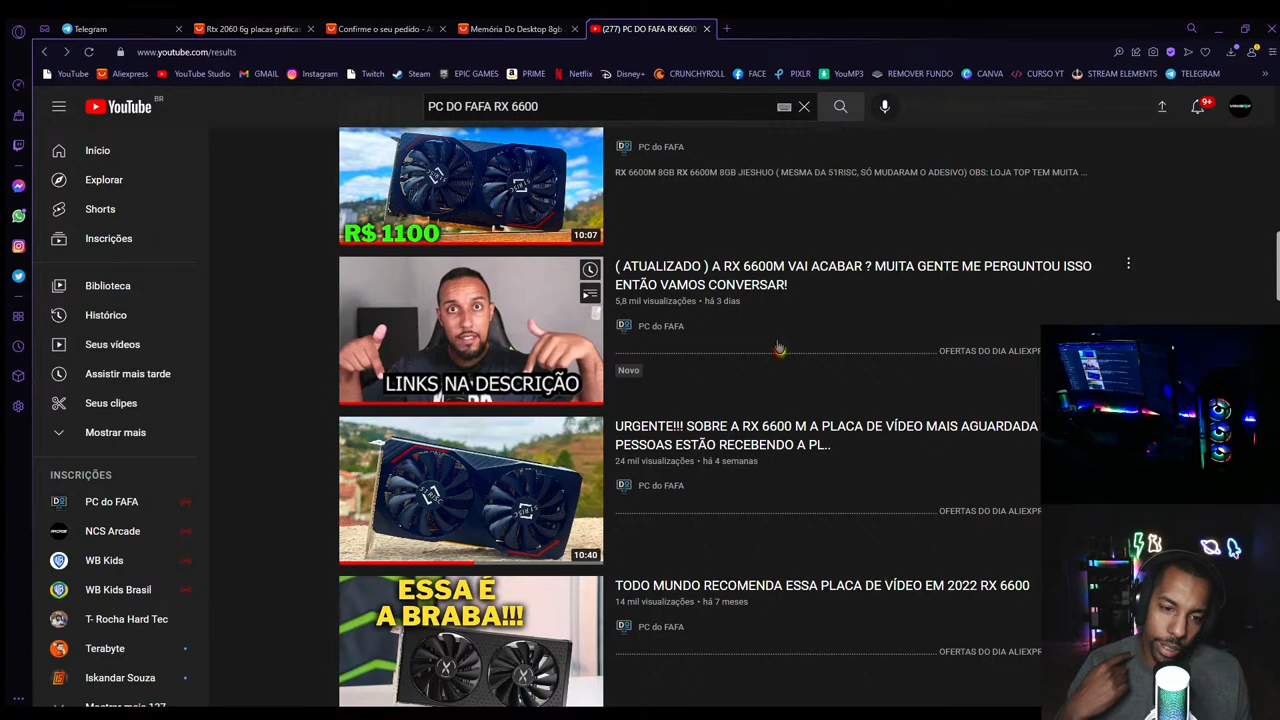 Telegram
Rtx 2060 6g placas gráficas
Confirme o seu pedido - A
Memória Do Desktop 8gb -
(277) PC DO FAFA RX 6600
www.youtube.com/results
YouTube
Aliexpress
YouTube Studio
GMAIL
Instagram
Twitch
Steam
EPIC GAMES
PRIME
Netflix
Disney+
CRUNCHYROLL
FACE
PIXLR
YouMP3
REMOVER FUNDO
CANVA
CURSO YT
STREAM ELEMENTS
TELEGRAM
YouTube BR
PC DO FAFA RX 6600
9+
Início
Explorar
Shorts
Inscrições
Biblioteca
Histórico
Seus vídeos
Assistir mais tarde
Seus clipes
Mostrar mais
INSCRIÇÕES
PC do FAFA
NCS Arcade
WB Kids
WB Kids Brasil
T- Rocha Hard Tec
Terabyte
Iskandar Souza
Mostrar mais 127
R$ 1100
10:07
PC do FAFA
RX 6600M 8GB RX 6600M 8GB JIESHUO ( MESMA DA 51RISC, SÓ MUDARAM O ADESIVO) OBS: LOJA TOP TEM MUITA ...
LINKS NA DESCRIÇÃO
( ATUALIZADO ) A RX 6600M VAI ACABAR ? MUITA GENTE ME PERGUNTOU ISSO
ENTÃO VAMOS CONVERSAR!
5,8 mil visualizações • há 3 dias
PC do FAFA
OFERTAS DO DIA ALIEXPR
Novo
51 RISC
10:40
URGENTE!!! SOBRE A RX 6600 M A PLACA DE VÍDEO MAIS AGUARDADA
PESSOAS ESTÃO RECEBENDO A PL..
24 mil visualizações • há 4 semanas
PC do FAFA
OFERTAS DO DIA ALIEXPR
ESSA É
A BRABA!!!
TODO MUNDO RECOMENDA ESSA PLACA DE VÍDEO EM 2022 RX 6600
14 mil visualizações • há 7 meses
PC do FAFA
OFERTAS DO DIA ALIEXPR